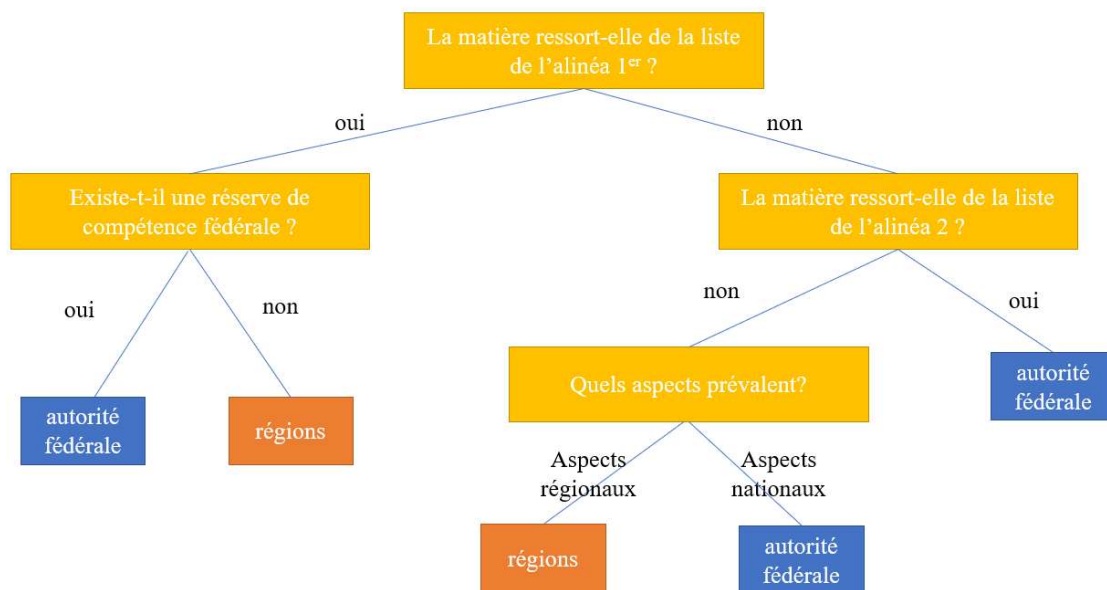 La matière ressort-elle de la liste
de l’alinéa 1er ?
oui
non
Existe-t-il une réserve de
compétence fédérale ?
La matière ressort-elle de la liste
de l’alinéa 2 ?
oui
non
non
oui
autorité
fédérale
régions
Quels aspects prévalent?
autorité
fédérale
Aspects
régionaux
Aspects
nationaux
régions
autorité
fédérale